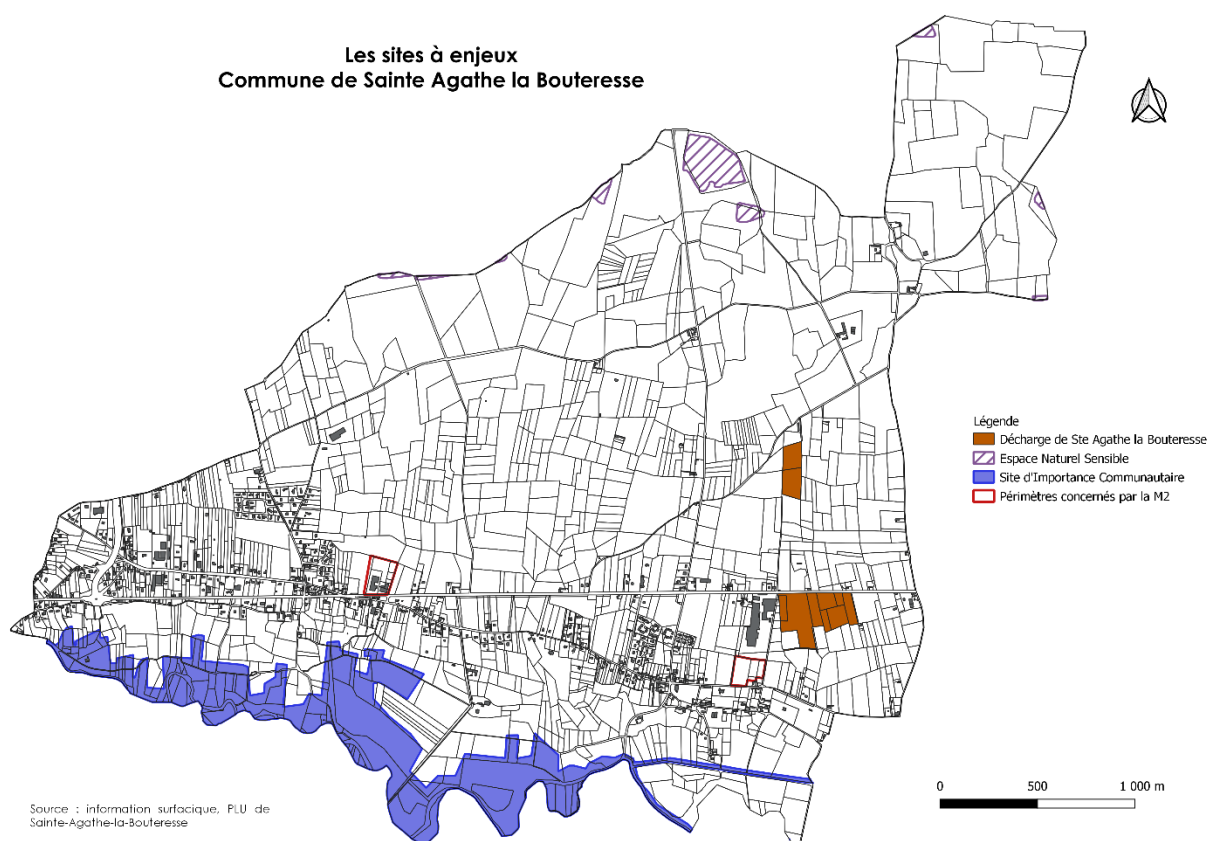 Les sites à enjeux
Commune de Sainte Agathe la Bouteresse
Légende
Décharge de Ste Agathe la Bouteresse
Espace Naturel Sensible
Site d'Importance Communautaire
Périmètres concernés par la M2
0 500 1 000 m
Source : information surfacique, PLU de
Sainte-Agathe-la-Bouteresse